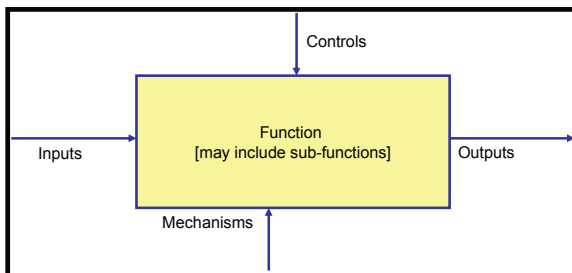 Controls
Function
[may include sub-functions]
Inputs
Outputs
Mechanisms